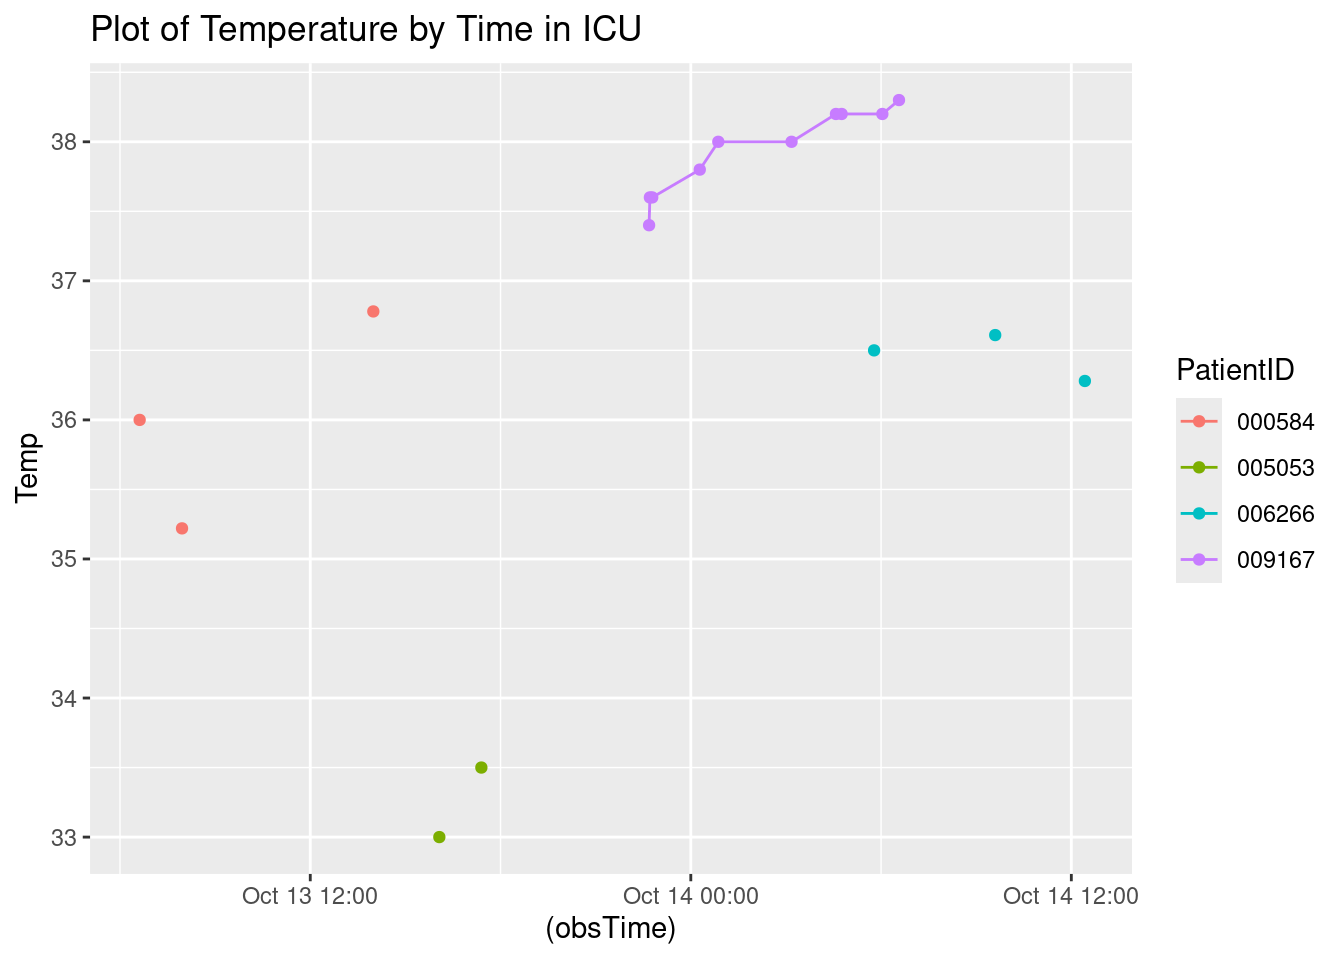 Plot of Temperature by Time in ICU
Temp
38
37
36
35
34
33
Oct 13 12:00
Oct 14 00:00
Oct 14 12:00
(obsTime)
PatientID
000584
005053
006266
009167